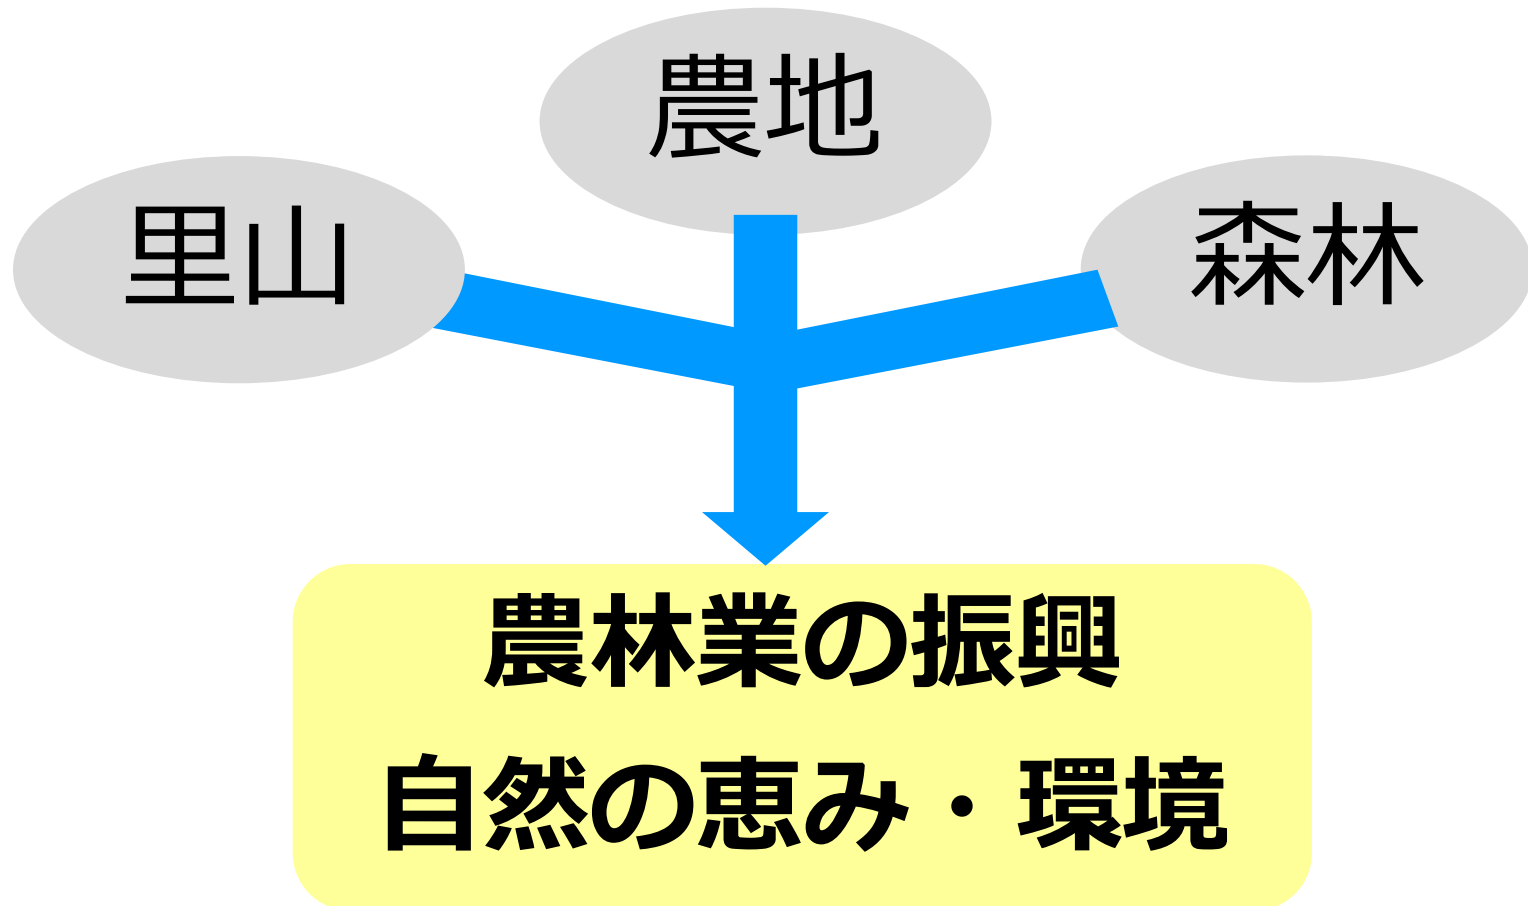 農地
里山
森林
農林業の振興
自然の恵み・環境